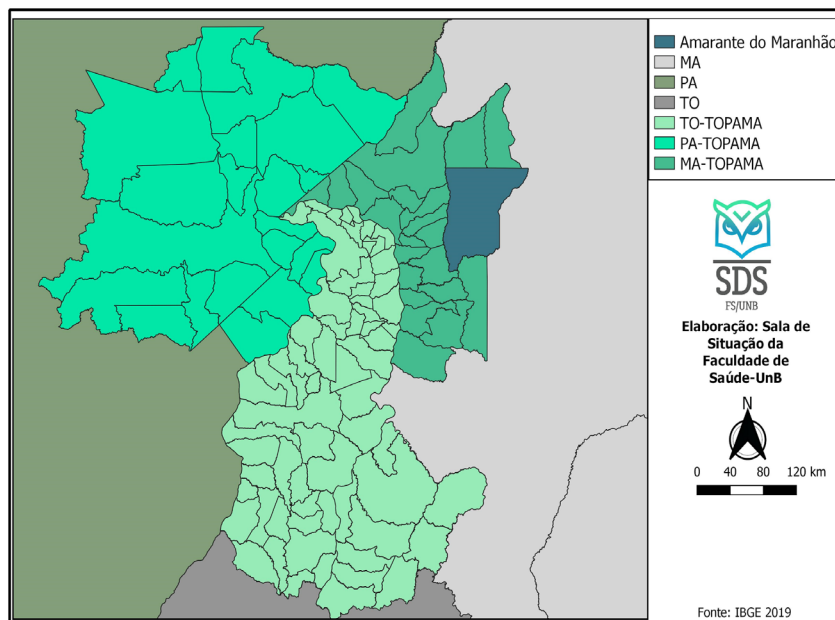 Amarante do Maranhão
MA
PA
TO
TO-TOPAMA
PA-TOPAMA
MA-TOPAMA
SDS
FS/UNB
Elaboração: Sala de
Situação da
Faculdade de
Saúde-UnB
N
0 40 80 120 km
Fonte: IBGE 2019